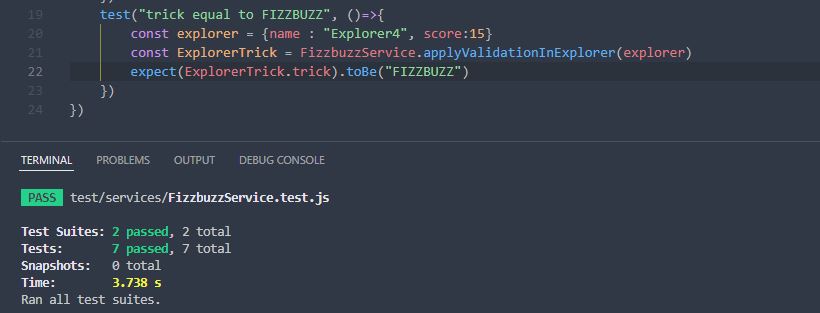 19 test("trick equal to FIZZBUZZ", ()=>{
20 const explorer = {name : "Explorer4", score:15}
21 const ExplorerTrick = FizzbuzzService.applyValidationInExplorer(explorer)
22 expect(ExplorerTrick.trick).toBe("FIZZBUZZ")
23 })
24 })
TERMINAL PROBLEMS OUTPUT DEBUG CONSOLE
PASS test/services/FizzbuzzService.test.js
Test Suites: 2 passed, 2 total
Tests: 7 passed, 7 total
Snapshots: 0 total
Time: 3.738 s
Ran all test suites.